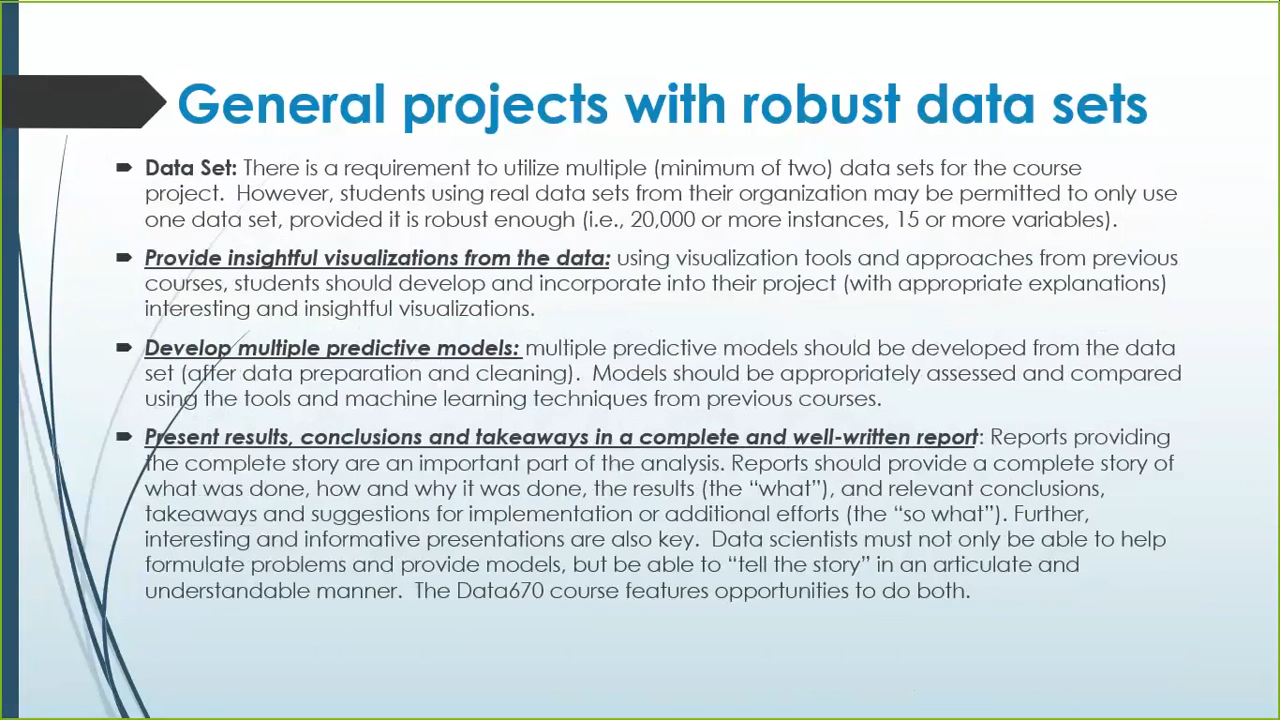 General projects with robust data sets
Data Set: There is a requirement to utilize multiple (minimum of two) data sets for the course
project.  However, students using real data sets from their organization may be permitted to only use
one data set, provided it is robust enough (i.e., 20,000 or more instances, 15 or more variables).
Provide insightful visualizations from the data: using visualization tools and approaches from previous
courses, students should develop and incorporate into their project (with appropriate explanations)
interesting and insightful visualizations.
Develop multiple predictive models: multiple predictive models should be developed from the data
set (after data preparation and cleaning).  Models should be appropriately assessed and compared
using the tools and machine learning techniques from previous courses.
Present results, conclusions and takeaways in a complete and well-written report: Reports providing
the complete story are an important part of the analysis. Reports should provide a complete story of
what was done, how and why it was done, the results (the “what”), and relevant conclusions,
takeaways and suggestions for implementation or additional efforts (the “so what”). Further,
interesting and informative presentations are also key.  Data scientists must not only be able to help
formulate problems and provide models, but be able to “tell the story” in an articulate and
understandable manner.  The Data670 course features opportunities to do both.